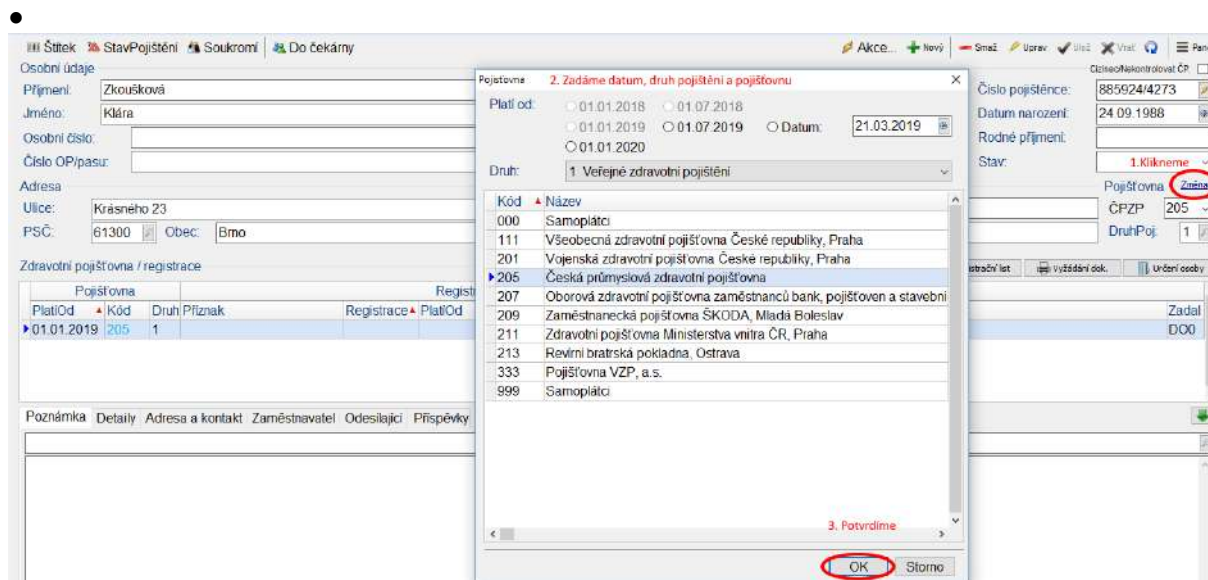 Štítek StavPojištění Soukromí Do čekárny Akce... Nový Smaž Uprav Ulož Vrať
Osobní údaje
Cizinec/Nekontrolovat ČP
Příjmení: Zkoušková
Číslo pojištěnce: 885924/4273
Jméno: Klára
Datum narození: 24.09.1988
Osobní číslo:
Rodné příjmení:
Číslo OP/pasu:
Stav: 1.Klikneme
Adresa
Pojišťovna Změna
Ulice: Krásného 23
ČPZP 205
PSČ: 61300 Obec: Brno
DruhPoj: 1
Zdravotní pojišťovna / registrace
Vyžádání dok. Určení osoby
Pojišťovna
PlatíOd Kód Druh Příznak Registrace PlatíOd Zadal
01.01.2019 205 1 DO0
Poznámka Detaily Adresa a kontakt Zaměstnavatel Odesílající Příspěvky
Pojistovna 2. Zadáme datum, druh pojištění a pojišťovnu
Platí od: 01.01.2018 01.07.2018
01.01.2019 01.07.2019 Datum: 21.03.2019
01.01.2020
Druh: 1 Veřejné zdravotní pojištění
Kód Název
000 Samoplátci
111 Všeobecná zdravotní pojišťovna České republiky, Praha
201 Vojenská zdravotní pojišťovna České republiky, Praha
205 Česká průmyslová zdravotní pojišťovna
207 Oborová zdravotní pojišťovna zaměstnanců bank, pojišťoven a stavebni
209 Zaměstnanecká pojišťovna ŠKODA, Mladá Boleslav
211 Zdravotní pojišťovna Ministerstva vnitra ČR, Praha
213 Revírní bratrská pokladna, Ostrava
333 Pojišťovna VZP, a.s.
999 Samoplátci
3. Potvrdíme
OK Storno